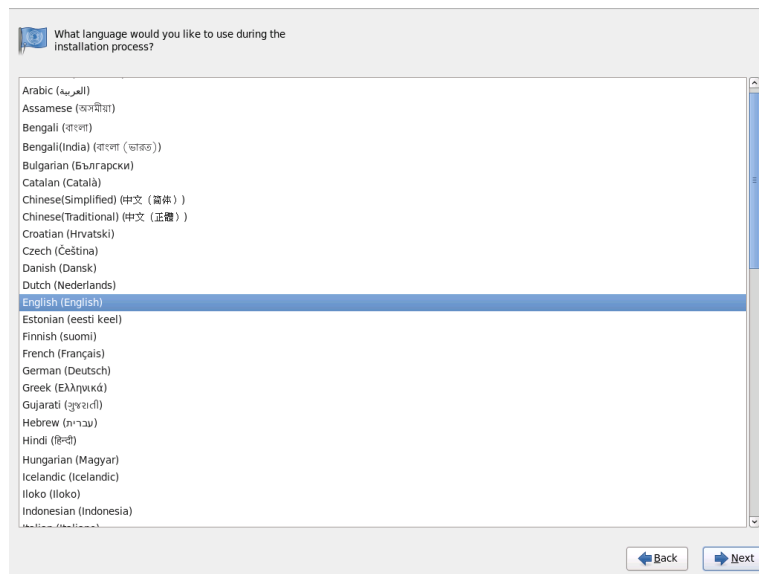 What language would you like to use during the
installation process?
Arabic (العربية)
Assamese (অসমীয়া)
Bengali (বাংলা)
Bengali(India) (বাংলা (ভারত))
Bulgarian (Български)
Catalan (Català)
Chinese(Simplified) (中文（简体）)
Chinese(Traditional) (中文（正體）)
Croatian (Hrvatski)
Czech (Čeština)
Danish (Dansk)
Dutch (Nederlands)
English (English)
Estonian (eesti keel)
Finnish (suomi)
French (Français)
German (Deutsch)
Greek (Ελληνικά)
Gujarati (ગુજરાતી)
Hebrew (עברית)
Hindi (हिन्दी)
Hungarian (Magyar)
Icelandic (Icelandic)
Iloko (Iloko)
Indonesian (Indonesia)
Italian (Italiano)
Back
Next